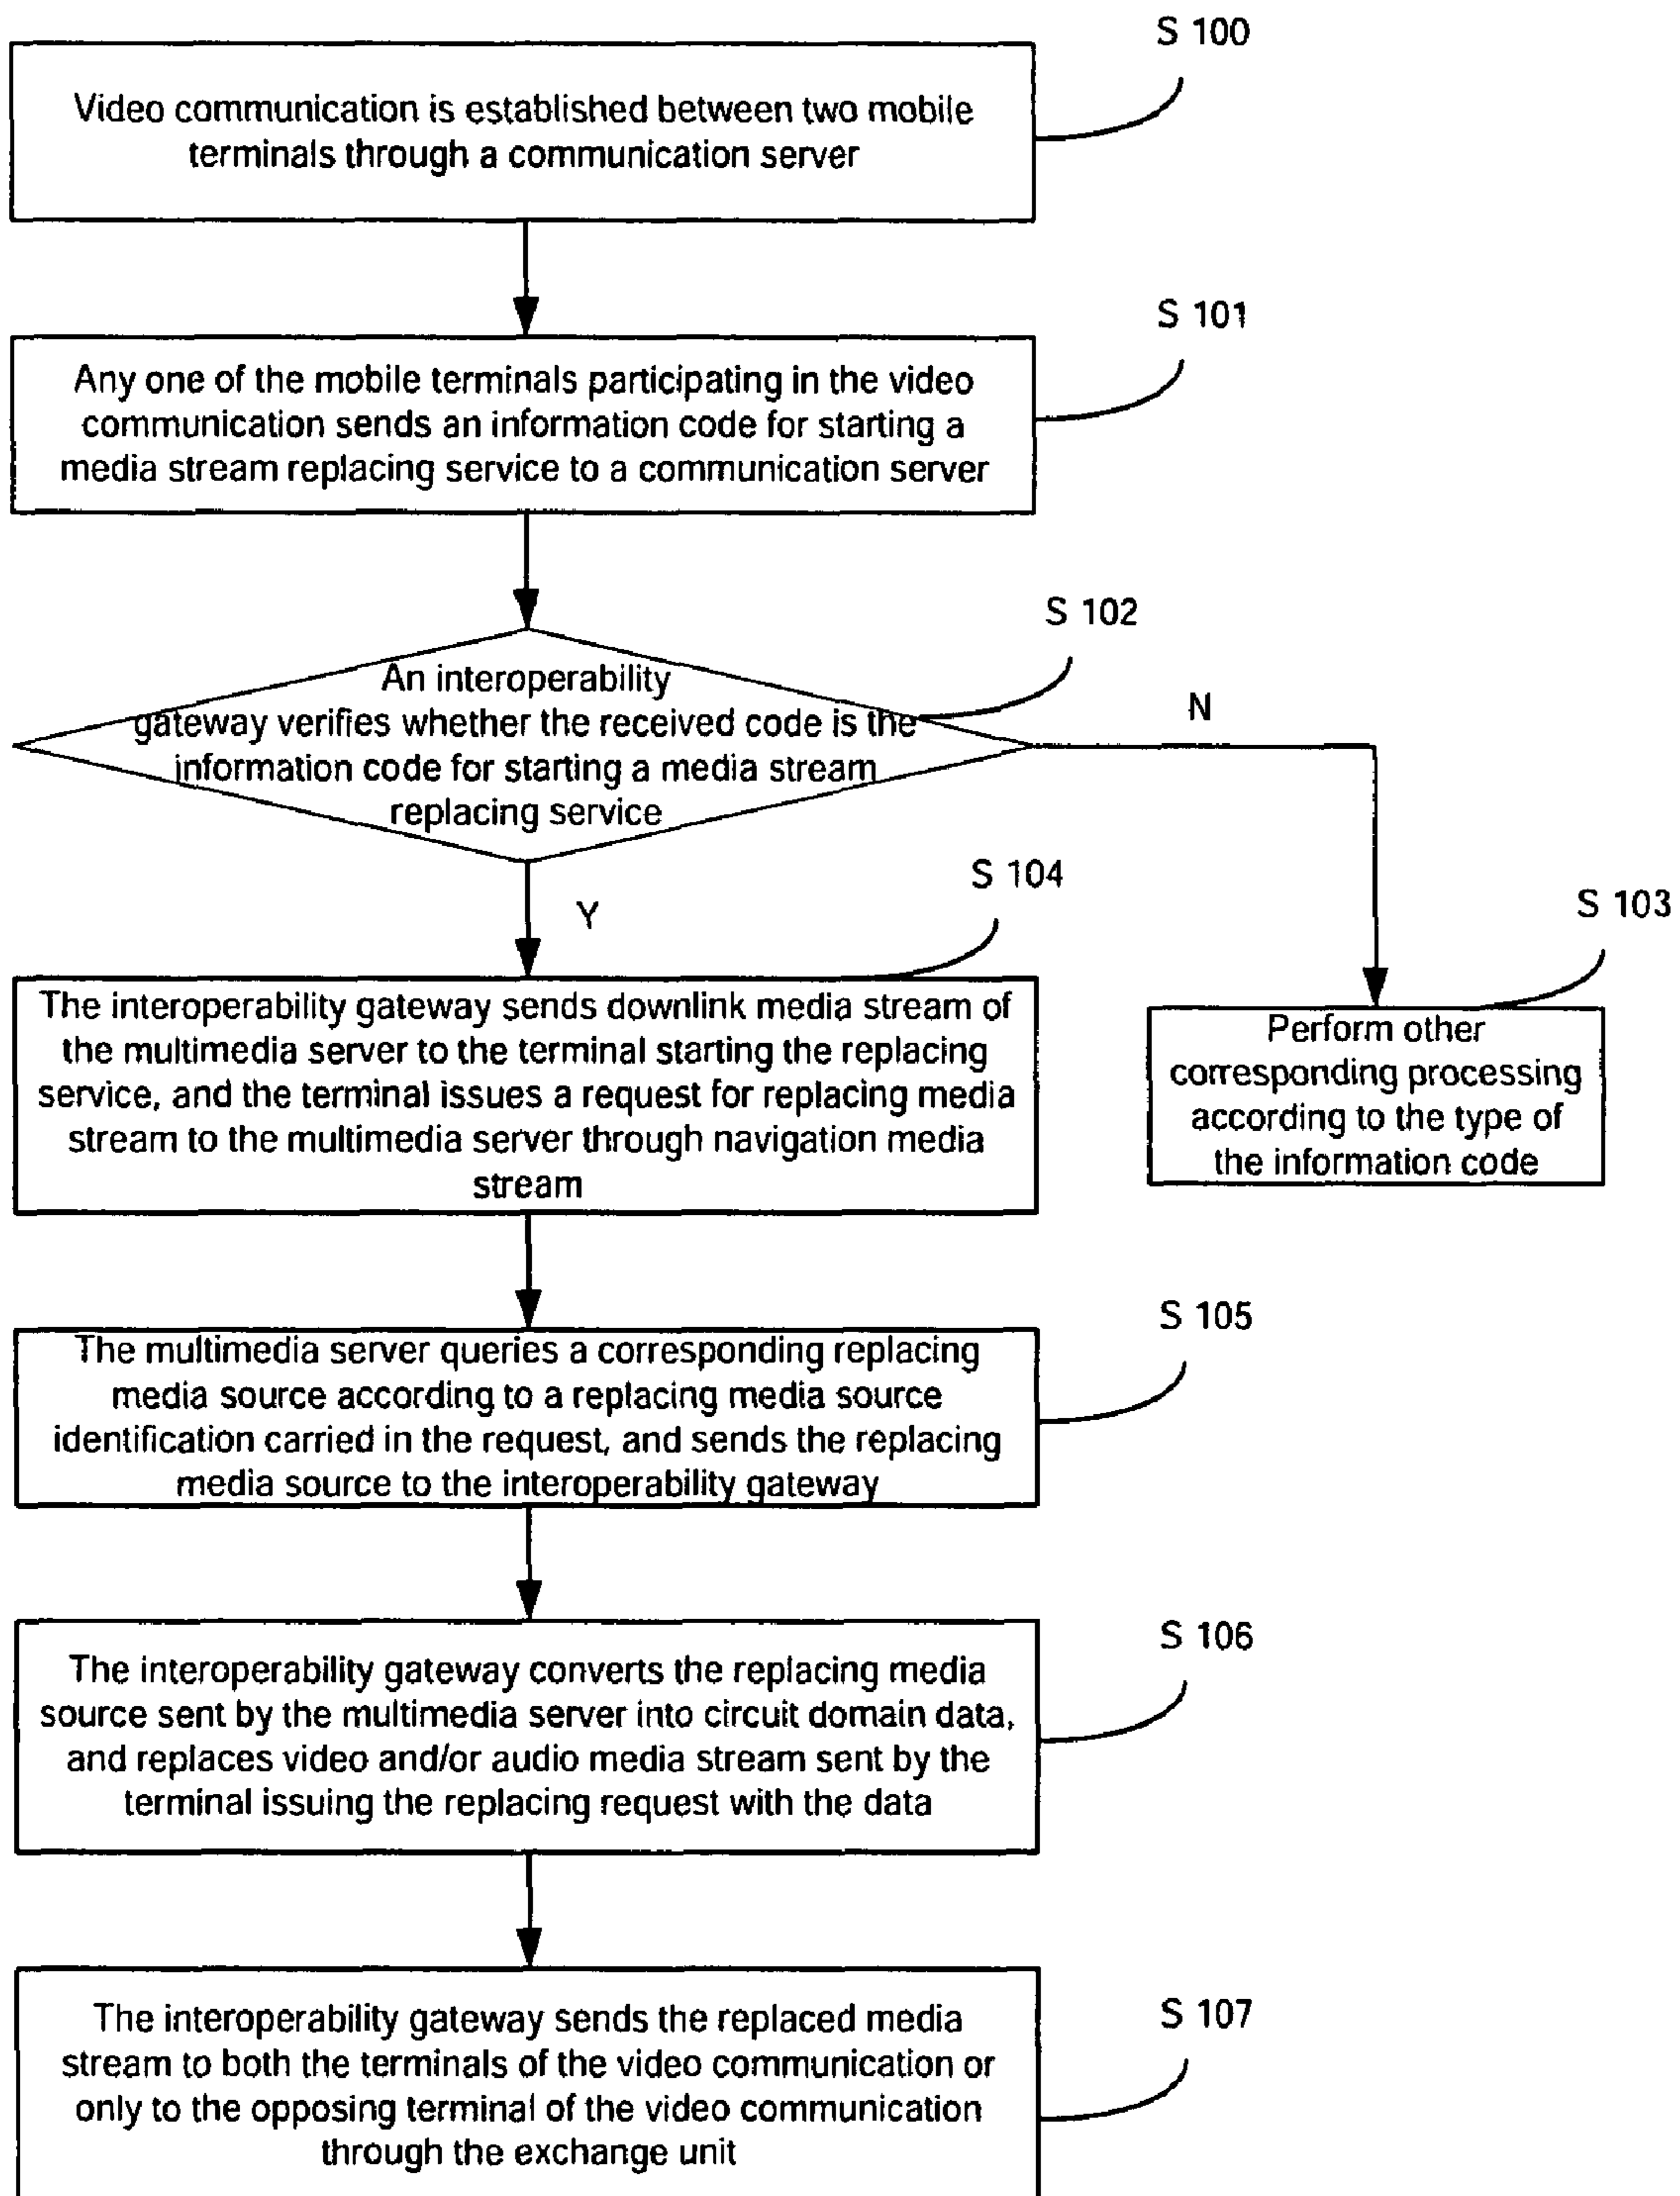 S 100
Video communication is established between two mobile
terminals through a communication server
S 101
Any one of the mobile terminals participating in the video
communication sends an information code for starting a
media stream replacing service to a communication server
S 102
An interoperability
gateway verifies whether the received code is the
information code for starting a media stream
replacing service
N
Y
S 104
S 103
The interoperability gateway sends downlink media stream of
the multimedia server to the terminal starting the replacing
service, and the terminal issues a request for replacing media
stream to the multimedia server through navigation media
stream
Perform other
corresponding processing
according to the type of
the information code
S 105
The multimedia server queries a corresponding replacing
media source according to a replacing media source
identification carried in the request, and sends the replacing
media source to the interoperability gateway
S 106
The interoperability gateway converts the replacing media
source sent by the multimedia server into circuit domain data,
and replaces video and/or audio media stream sent by the
terminal issuing the replacing request with the data
S 107
The interoperability gateway sends the replaced media
stream to both the terminals of the video communication or
only to the opposing terminal of the video communication
through the exchange unit